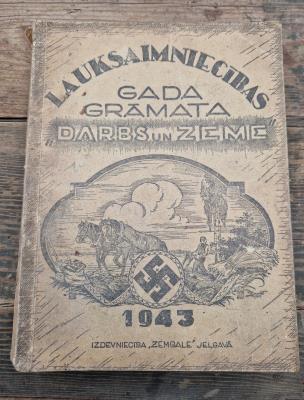 LAUKSAIMNIECĪBAS
GADA
GRĀMATA
"DARBS UN ZEME"
1943
IZDEVNIECĪBA „ZEMGALE" JELGAVĀ